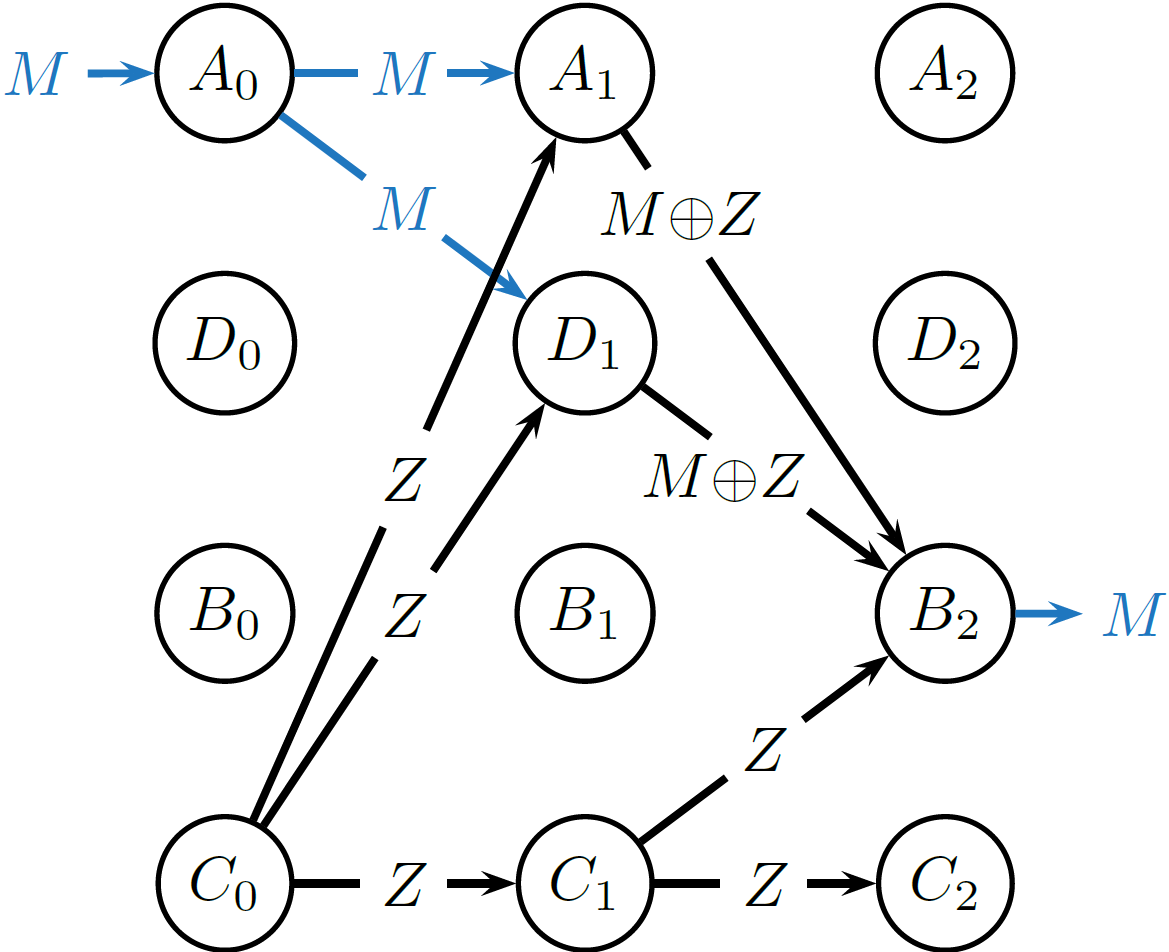 M A₀ M A₁ A₂
M M⊕Z
D₀ D₁ D₂
Z M⊕Z
B₀ Z B₁ B₂ M
Z
C₀ Z C₁ Z C₂